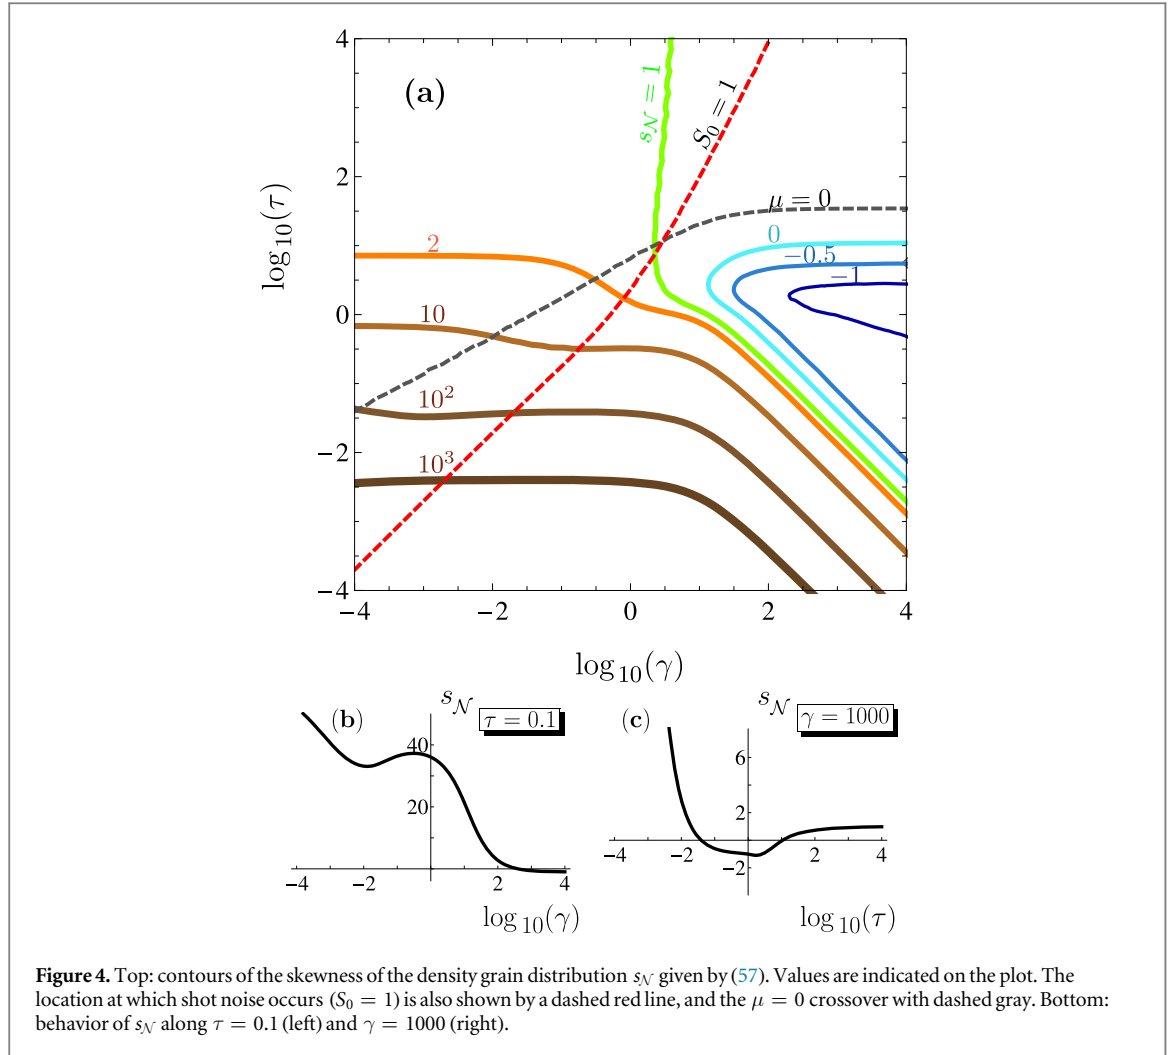 (a)
4
2
0
−2
−4
log₁₀(τ)
s_𝒩 = 1
S₀ = 1
μ = 0
2
10
10²
10³
0
−0.5
−1
−4 −2 0 2 4
log₁₀(γ)
(b) s_𝒩 τ = 0.1
40
20
−4 −2 2 4
log₁₀(γ)
(c) s_𝒩 γ = 1000
6
2
−2
−4 −2 2 4
log₁₀(τ)
Figure 4. Top: contours of the skewness of the density grain distribution s_𝒩 given by (57). Values are indicated on the plot. The
location at which shot noise occurs (S₀ = 1) is also shown by a dashed red line, and the μ = 0 crossover with dashed gray. Bottom:
behavior of s_𝒩 along τ = 0.1 (left) and γ = 1000 (right).